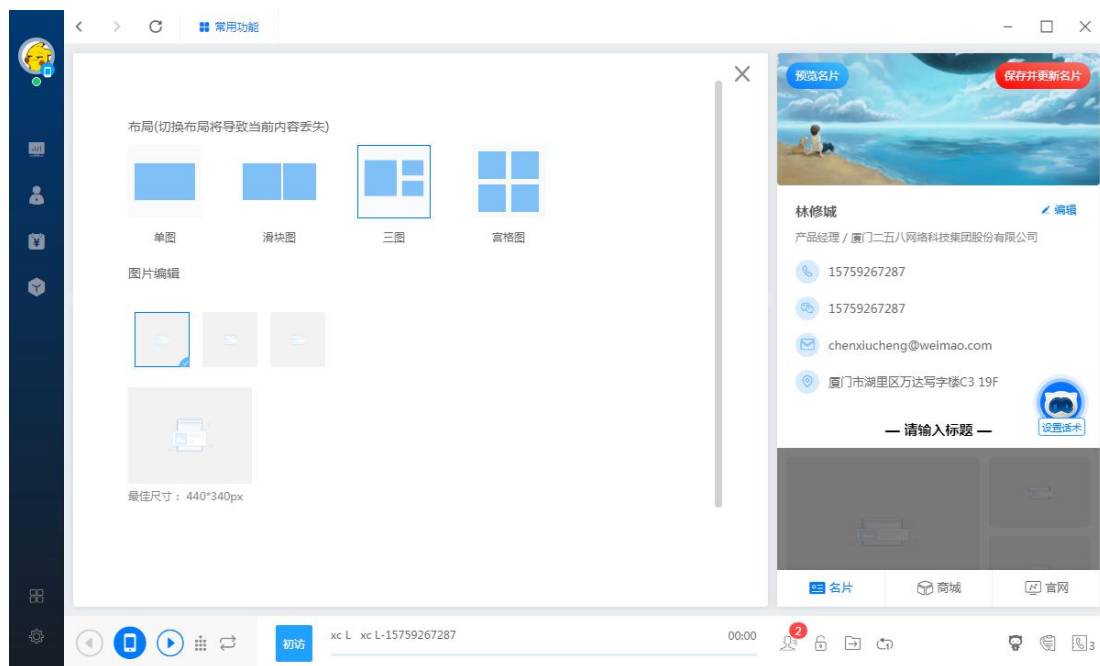 常用功能
布局(切换布局将导致当前内容丢失)
单图 滑块图 三图 宫格图
图片编辑
最佳尺寸：440*340px
预览名片 保存并更新名片
林修城 编辑
产品经理 / 厦门二五八网络科技集团股份有限公司
15759267287
15759267287
chenxiucheng@weimao.com
厦门市湖里区万达写字楼C3 19F
设置话术
— 请输入标题 —
名片 商城 官网
初访 xc L xc L-15759267287 00:00 2 3